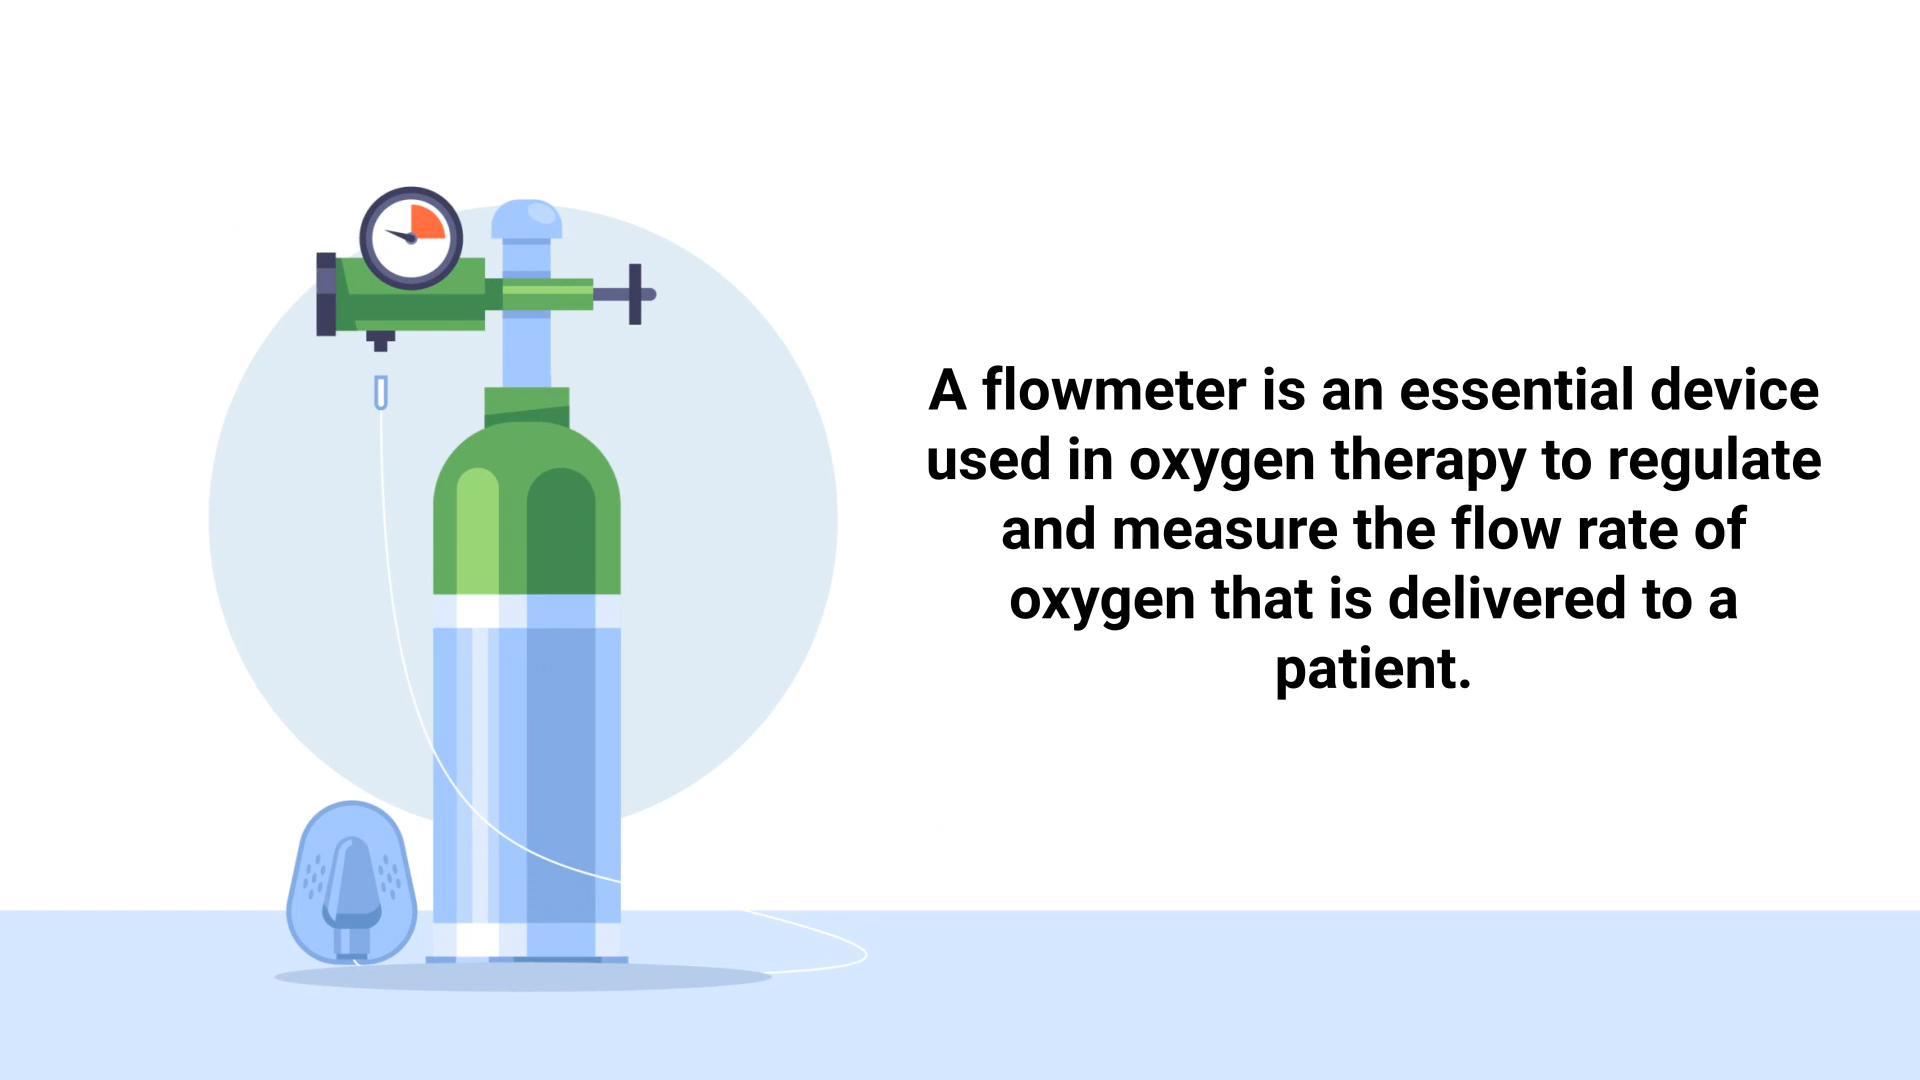 A flowmeter is an essential device
used in oxygen therapy to regulate
and measure the flow rate of
oxygen that is delivered to a
patient.